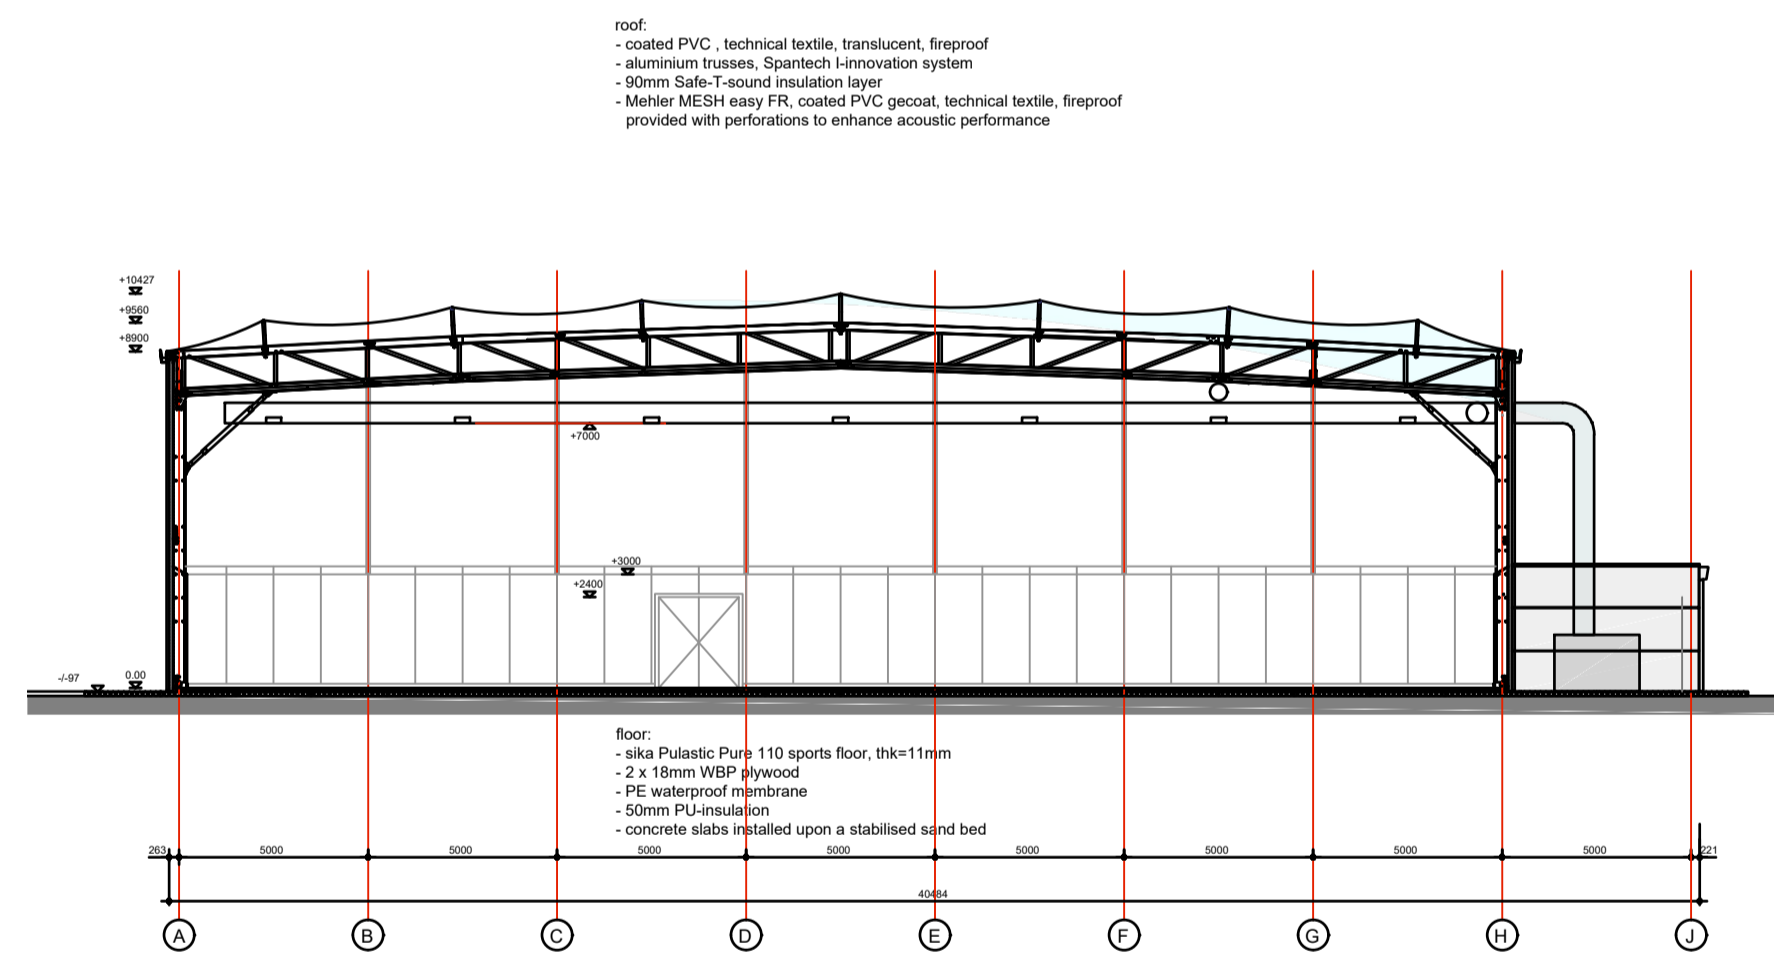 roof:
- coated PVC , technical textile, translucent, fireproof
- aluminium trusses, Spantech I-innovation system
- 90mm Safe-T-sound insulation layer
- Mehler MESH easy FR, coated PVC gecoat, technical textile, fireproof
provided with perforations to enhance acoustic performance
+10427
+9560
+8900
+7000
+3000
+2400
-/-97
0.00
floor:
- sika Pulastic Pure 110 sports floor, thk=11mm
- 2 x 18mm WBP plywood
- PE waterproof membrane
- 50mm PU-insulation
- concrete slabs installed upon a stabilised sand bed
263 5000 5000 5000 5000 5000 5000 5000 5000 221
40484
A B C D E F G H J